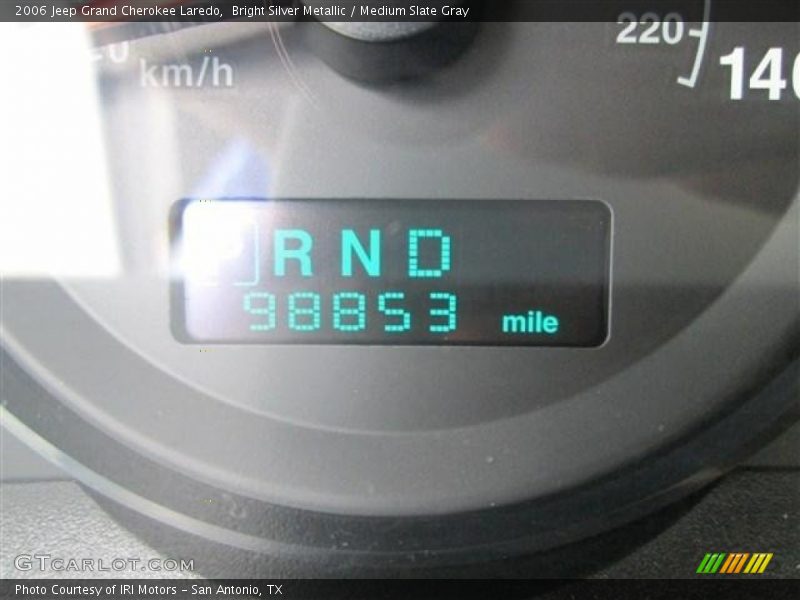 2006 Jeep Grand Cherokee Laredo,  Bright Silver Metallic / Medium Slate Gray
km/h
220
140
P R N D
98853 mile
GTCARLOT.COM
Photo Courtesy of IRI Motors - San Antonio, TX